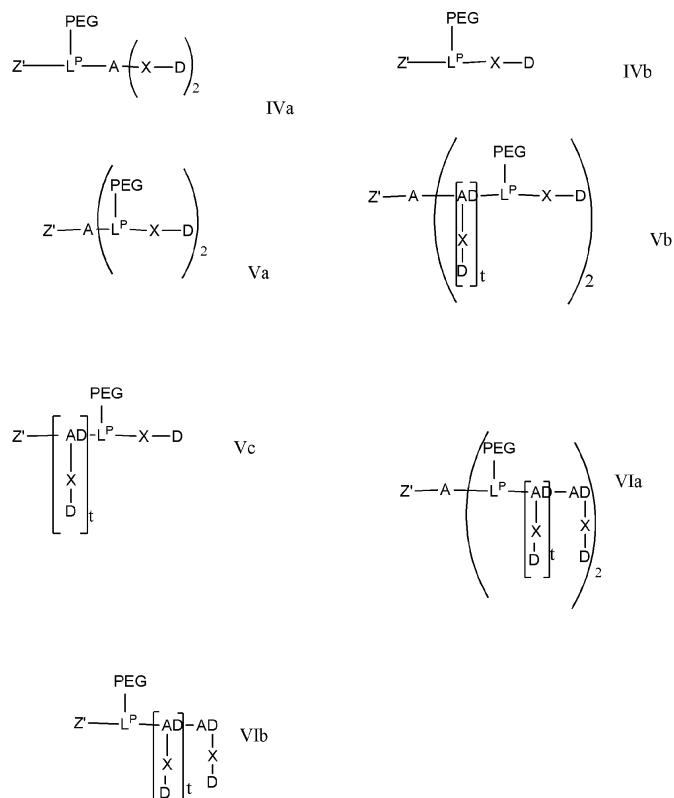 PEG
Z' L^P A X D
2
IVa
PEG
Z' L^P X D
IVb
PEG
Z' A L^P X D
2
Va
PEG
Z' A AD L^P X D
X
D
t
2
Vb
PEG
Z' AD L^P X D
X
D
t
Vc
PEG
Z' A L^P AD AD
X X
D D
t
2
VIa
PEG
Z' L^P AD AD
X X
D D
t
VIb